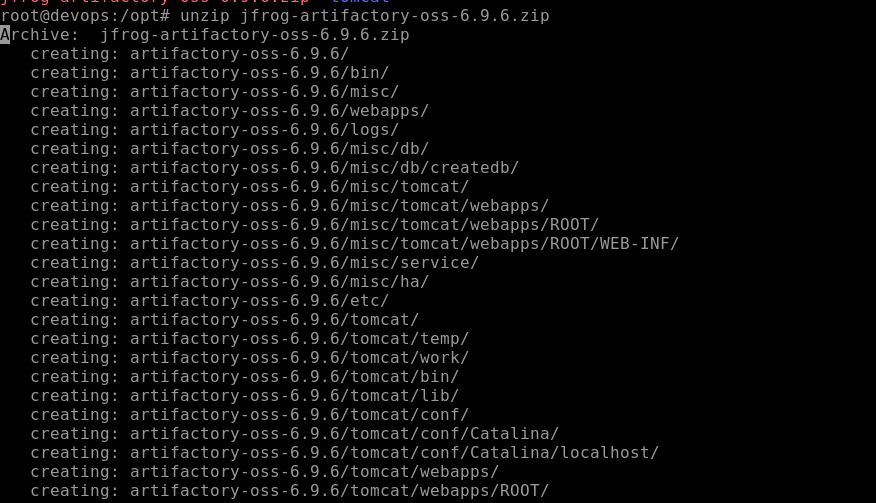 jfrog-artifactory-oss-6.9.6.zip  tomcat
root@devops:/opt# unzip jfrog-artifactory-oss-6.9.6.zip
Archive:  jfrog-artifactory-oss-6.9.6.zip
   creating: artifactory-oss-6.9.6/
   creating: artifactory-oss-6.9.6/bin/
   creating: artifactory-oss-6.9.6/misc/
   creating: artifactory-oss-6.9.6/webapps/
   creating: artifactory-oss-6.9.6/logs/
   creating: artifactory-oss-6.9.6/misc/db/
   creating: artifactory-oss-6.9.6/misc/db/createdb/
   creating: artifactory-oss-6.9.6/misc/tomcat/
   creating: artifactory-oss-6.9.6/misc/tomcat/webapps/
   creating: artifactory-oss-6.9.6/misc/tomcat/webapps/ROOT/
   creating: artifactory-oss-6.9.6/misc/tomcat/webapps/ROOT/WEB-INF/
   creating: artifactory-oss-6.9.6/misc/service/
   creating: artifactory-oss-6.9.6/misc/ha/
   creating: artifactory-oss-6.9.6/etc/
   creating: artifactory-oss-6.9.6/tomcat/
   creating: artifactory-oss-6.9.6/tomcat/temp/
   creating: artifactory-oss-6.9.6/tomcat/work/
   creating: artifactory-oss-6.9.6/tomcat/bin/
   creating: artifactory-oss-6.9.6/tomcat/lib/
   creating: artifactory-oss-6.9.6/tomcat/conf/
   creating: artifactory-oss-6.9.6/tomcat/conf/Catalina/
   creating: artifactory-oss-6.9.6/tomcat/conf/Catalina/localhost/
   creating: artifactory-oss-6.9.6/tomcat/webapps/
   creating: artifactory-oss-6.9.6/tomcat/webapps/ROOT/